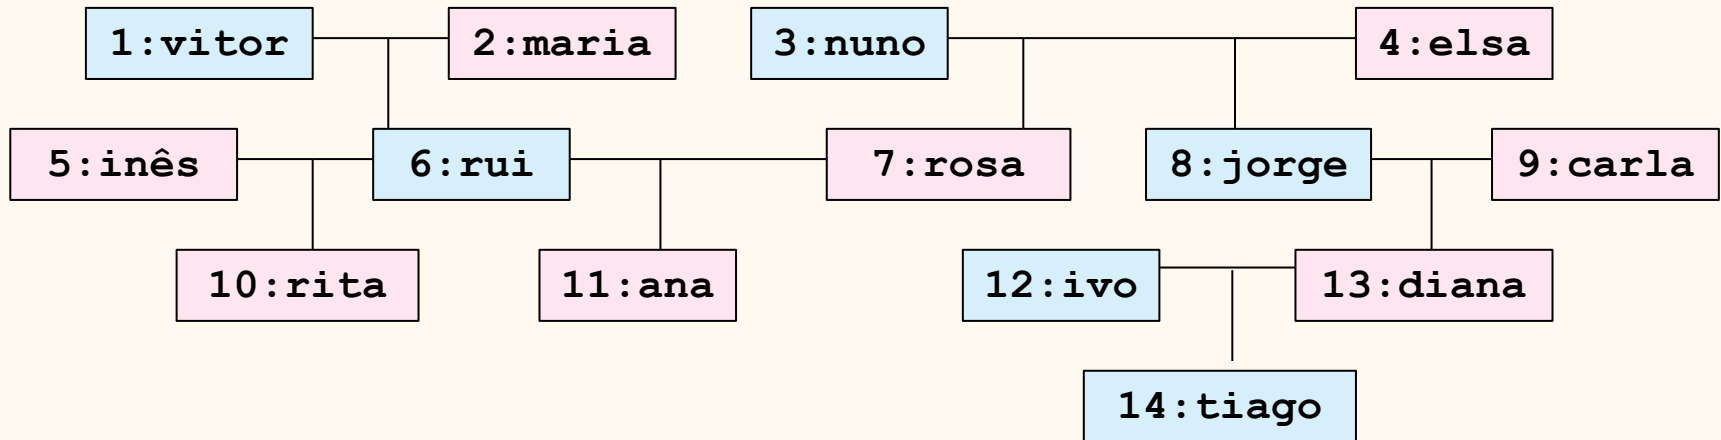 1:vitor 2:maria 3:nuno 4:elsa
5:inês 6:rui 7:rosa 8:jorge 9:carla
10:rita 11:ana 12:ivo 13:diana
14:tiago